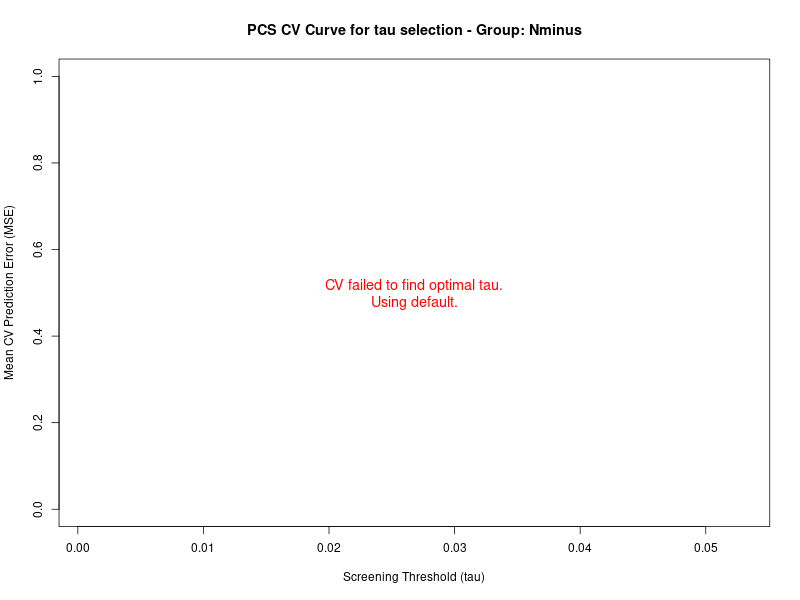 PCS CV Curve for tau selection - Group: Nminus
Mean CV Prediction Error (MSE)
1.0
0.8
0.6
0.4
0.2
0.0
CV failed to find optimal tau.
Using default.
0.00 0.01 0.02 0.03 0.04 0.05
Screening Threshold (tau)